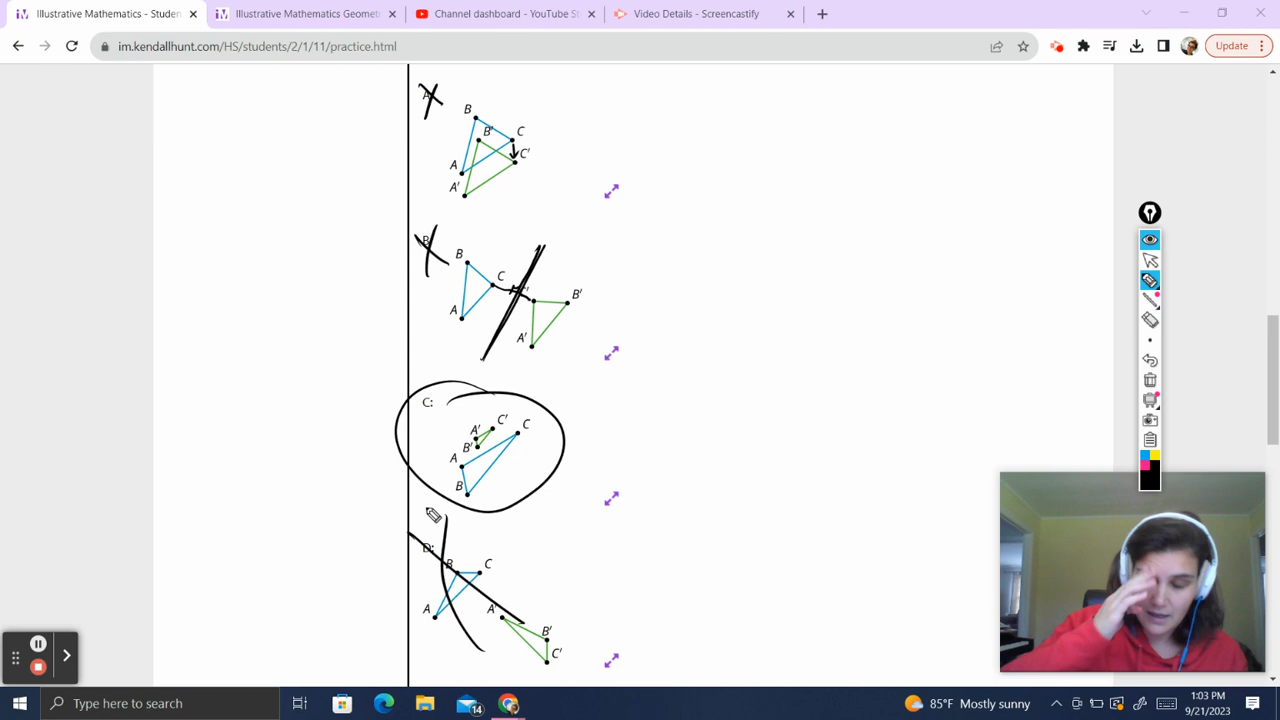 Illustrative Mathematics - Studen
Illustrative Mathematics Geomet
Channel dashboard - YouTube St
Video Details - Screencastify
im.kendallhunt.com/HS/students/2/1/11/practice.html
Update
B
B'
C
C'
A
A'
B
C
B'
A
A'
C:
C'
A'
C
B'
A
B
D:
B
C
A
A'
B'
C'
Type here to search
14
85°F Mostly sunny
1:03 PM
9/21/2023